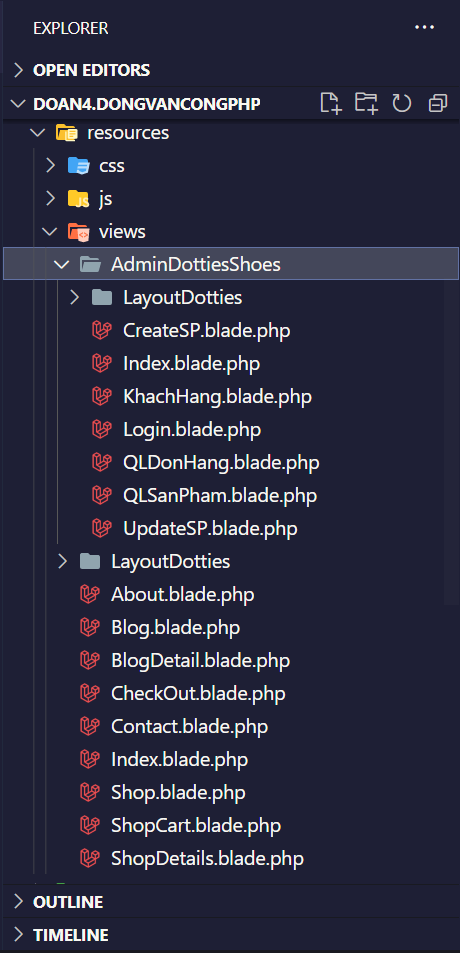 EXPLORER
OPEN EDITORS
DOAN4.DONGVANCONGPHP
resources
css
js
views
AdminDottiesShoes
LayoutDotties
CreateSP.blade.php
Index.blade.php
KhachHang.blade.php
Login.blade.php
QLDonHang.blade.php
QLSanPham.blade.php
UpdateSP.blade.php
LayoutDotties
About.blade.php
Blog.blade.php
BlogDetail.blade.php
CheckOut.blade.php
Contact.blade.php
Index.blade.php
Shop.blade.php
ShopCart.blade.php
ShopDetails.blade.php
OUTLINE
TIMELINE